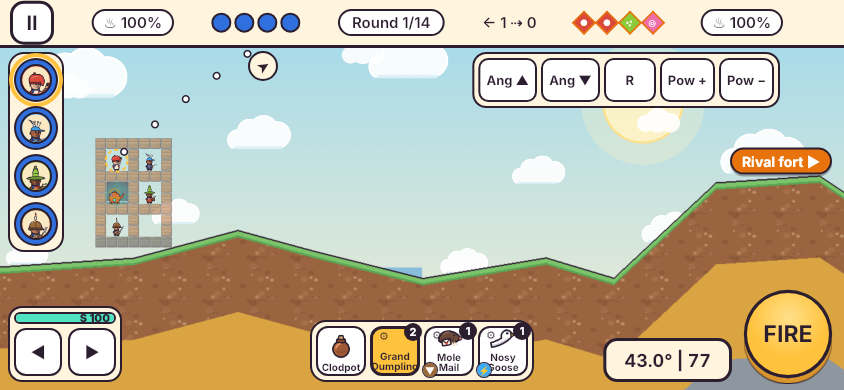 100%
Round 1/14
← 1 ⇢ 0
100%
Ang ▲
Ang ▼
R
Pow +
Pow −
Rival fort ▶
$ 100
Clodpot
Grand
Dumpling
2
Mole
Mail
1
Nosy
Goose
1
43.0° | 77
FIRE